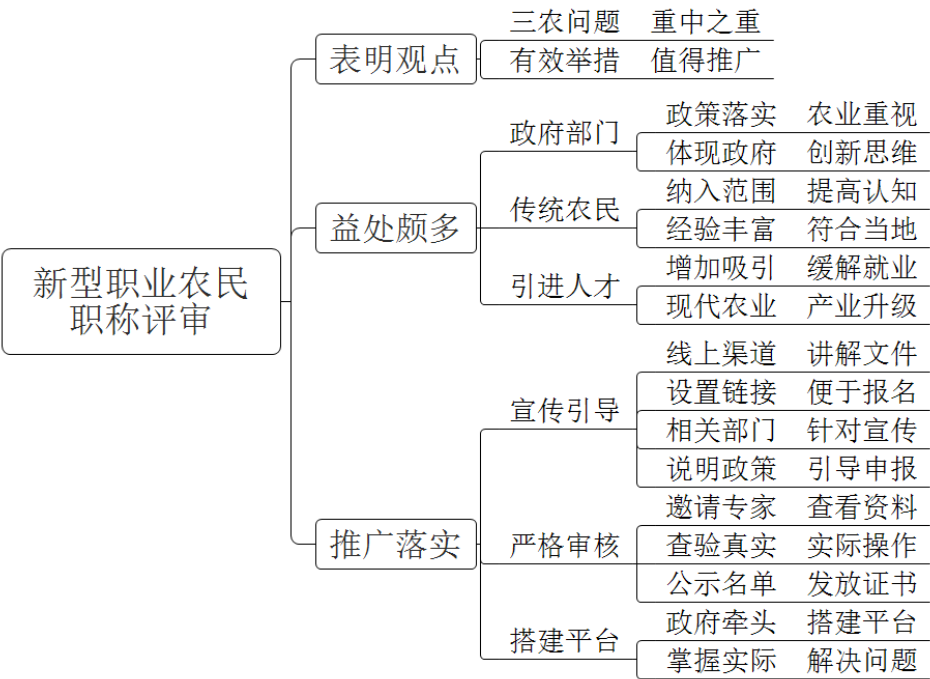 新型职业农民
职称评审
表明观点
三农问题 重中之重
有效举措 值得推广
益处颇多
政府部门
政策落实 农业重视
体现政府 创新思维
传统农民
纳入范围 提高认知
经验丰富 符合当地
引进人才
增加吸引 缓解就业
现代农业 产业升级
推广落实
宣传引导
线上渠道 讲解文件
设置链接 便于报名
相关部门 针对宣传
说明政策 引导申报
严格审核
邀请专家 查看资料
查验真实 实际操作
公示名单 发放证书
搭建平台
政府牵头 搭建平台
掌握实际 解决问题